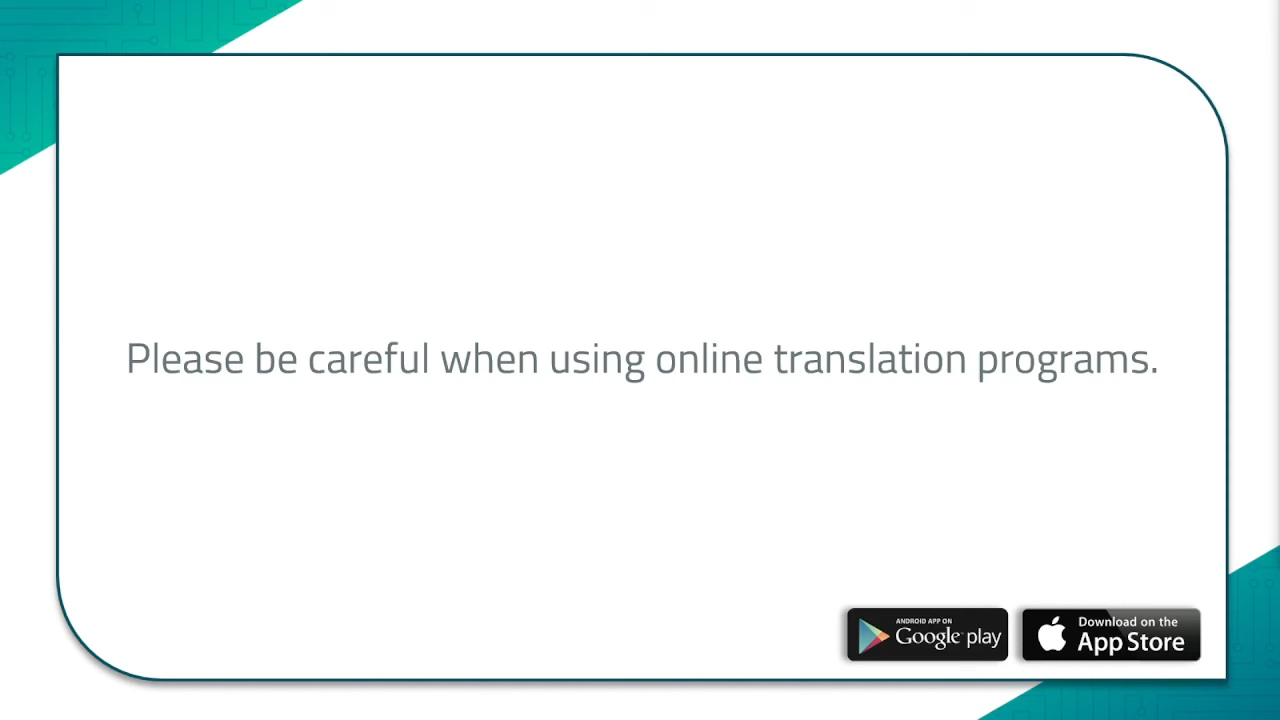 Please be careful when using online translation programs.
ANDROID APP ON
Google play
Download on the
App Store